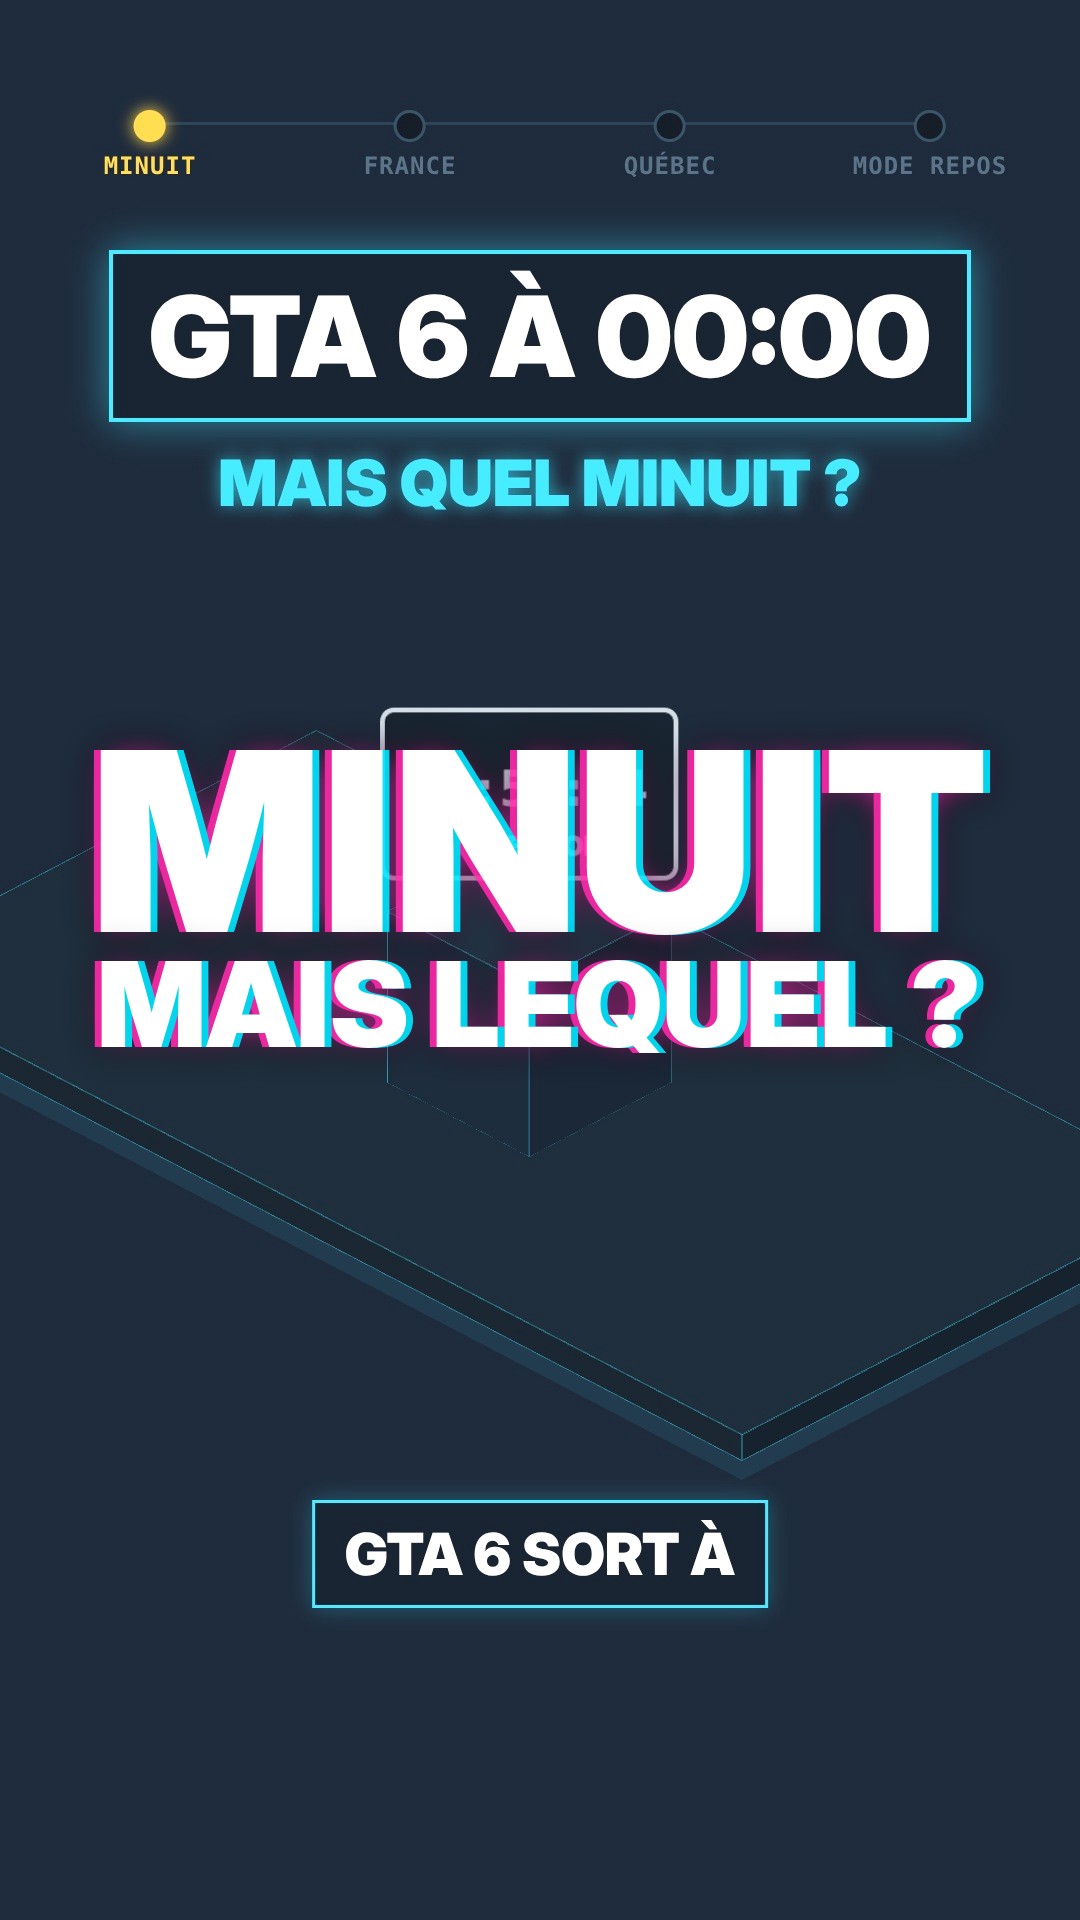 MINUIT
FRANCE
QUÉBEC
MODE REPOS
GTA 6 À 00:00
MAIS QUEL MINUIT ?
MINUIT
MAIS LEQUEL ?
GTA 6 SORT À